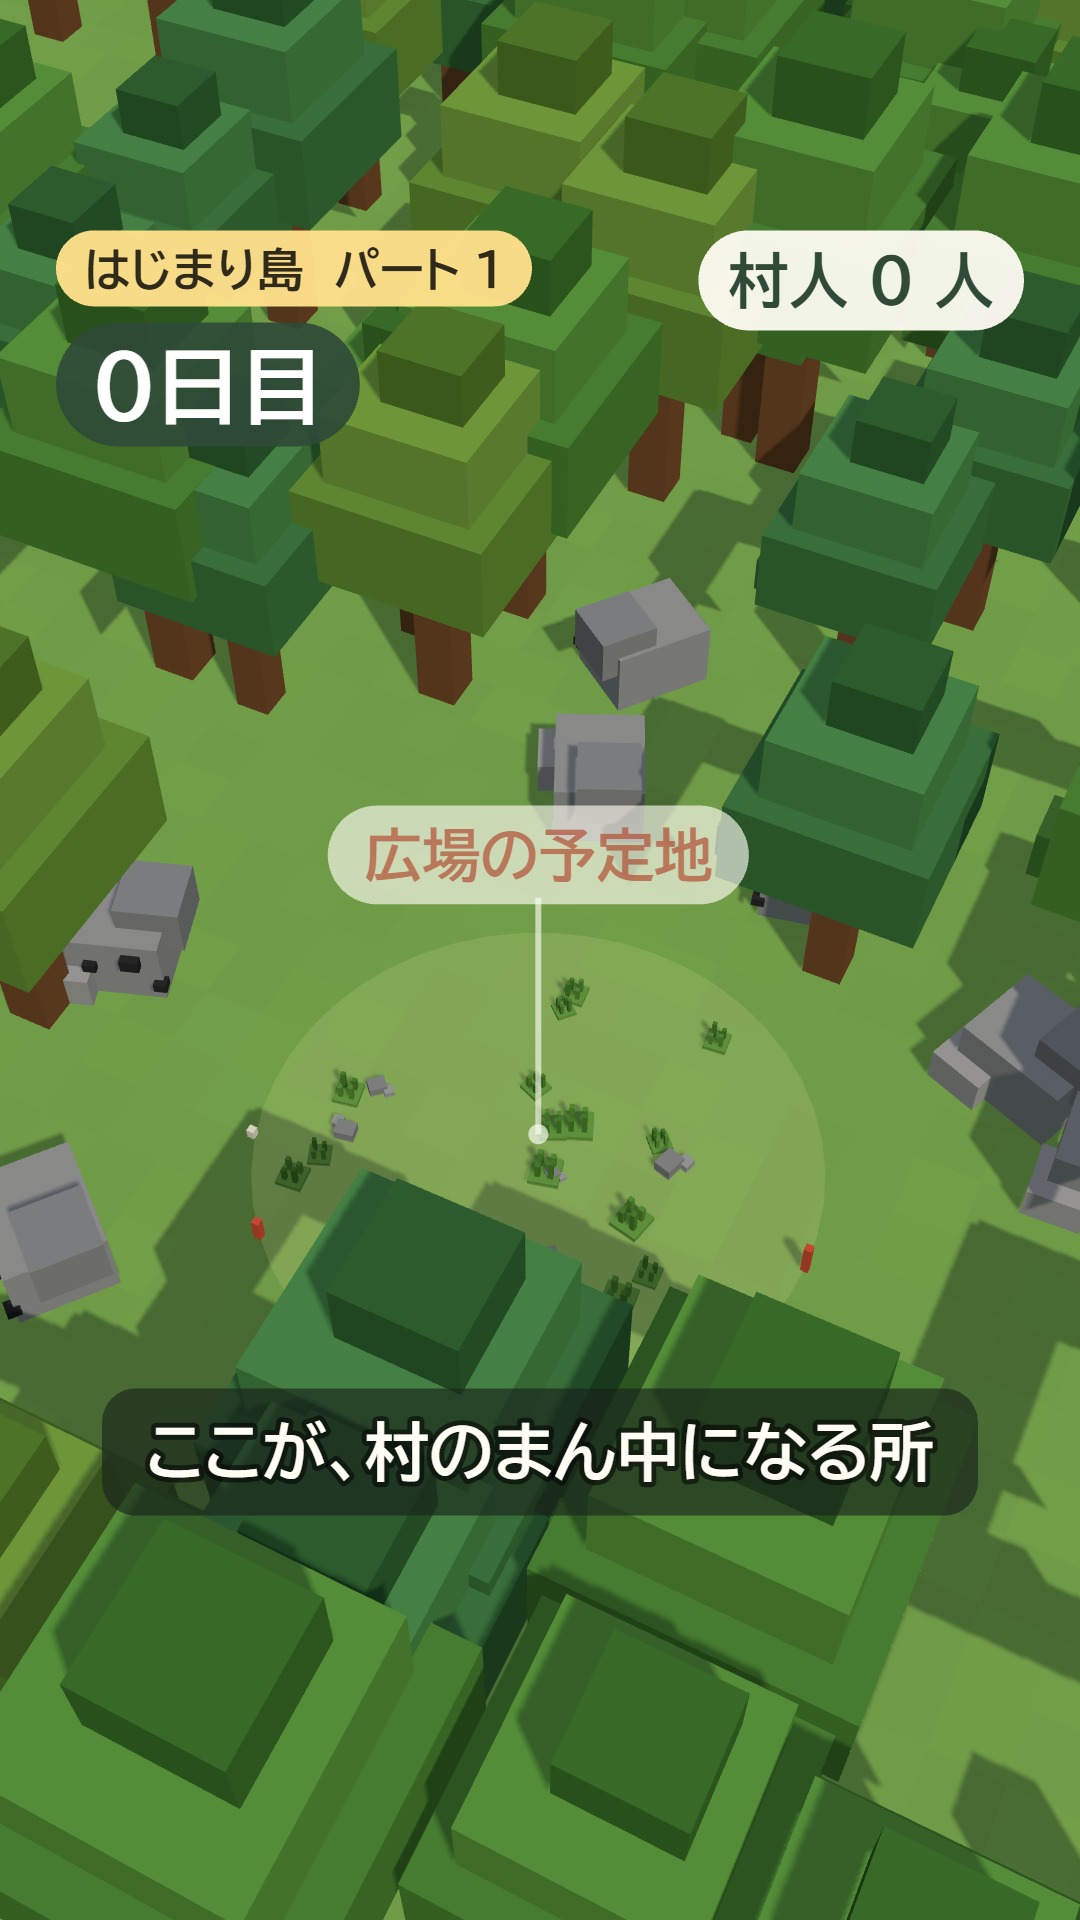 はじまり島 パート 1
村人 0 人
0日目
広場の予定地
ここが、村のまん中になる所